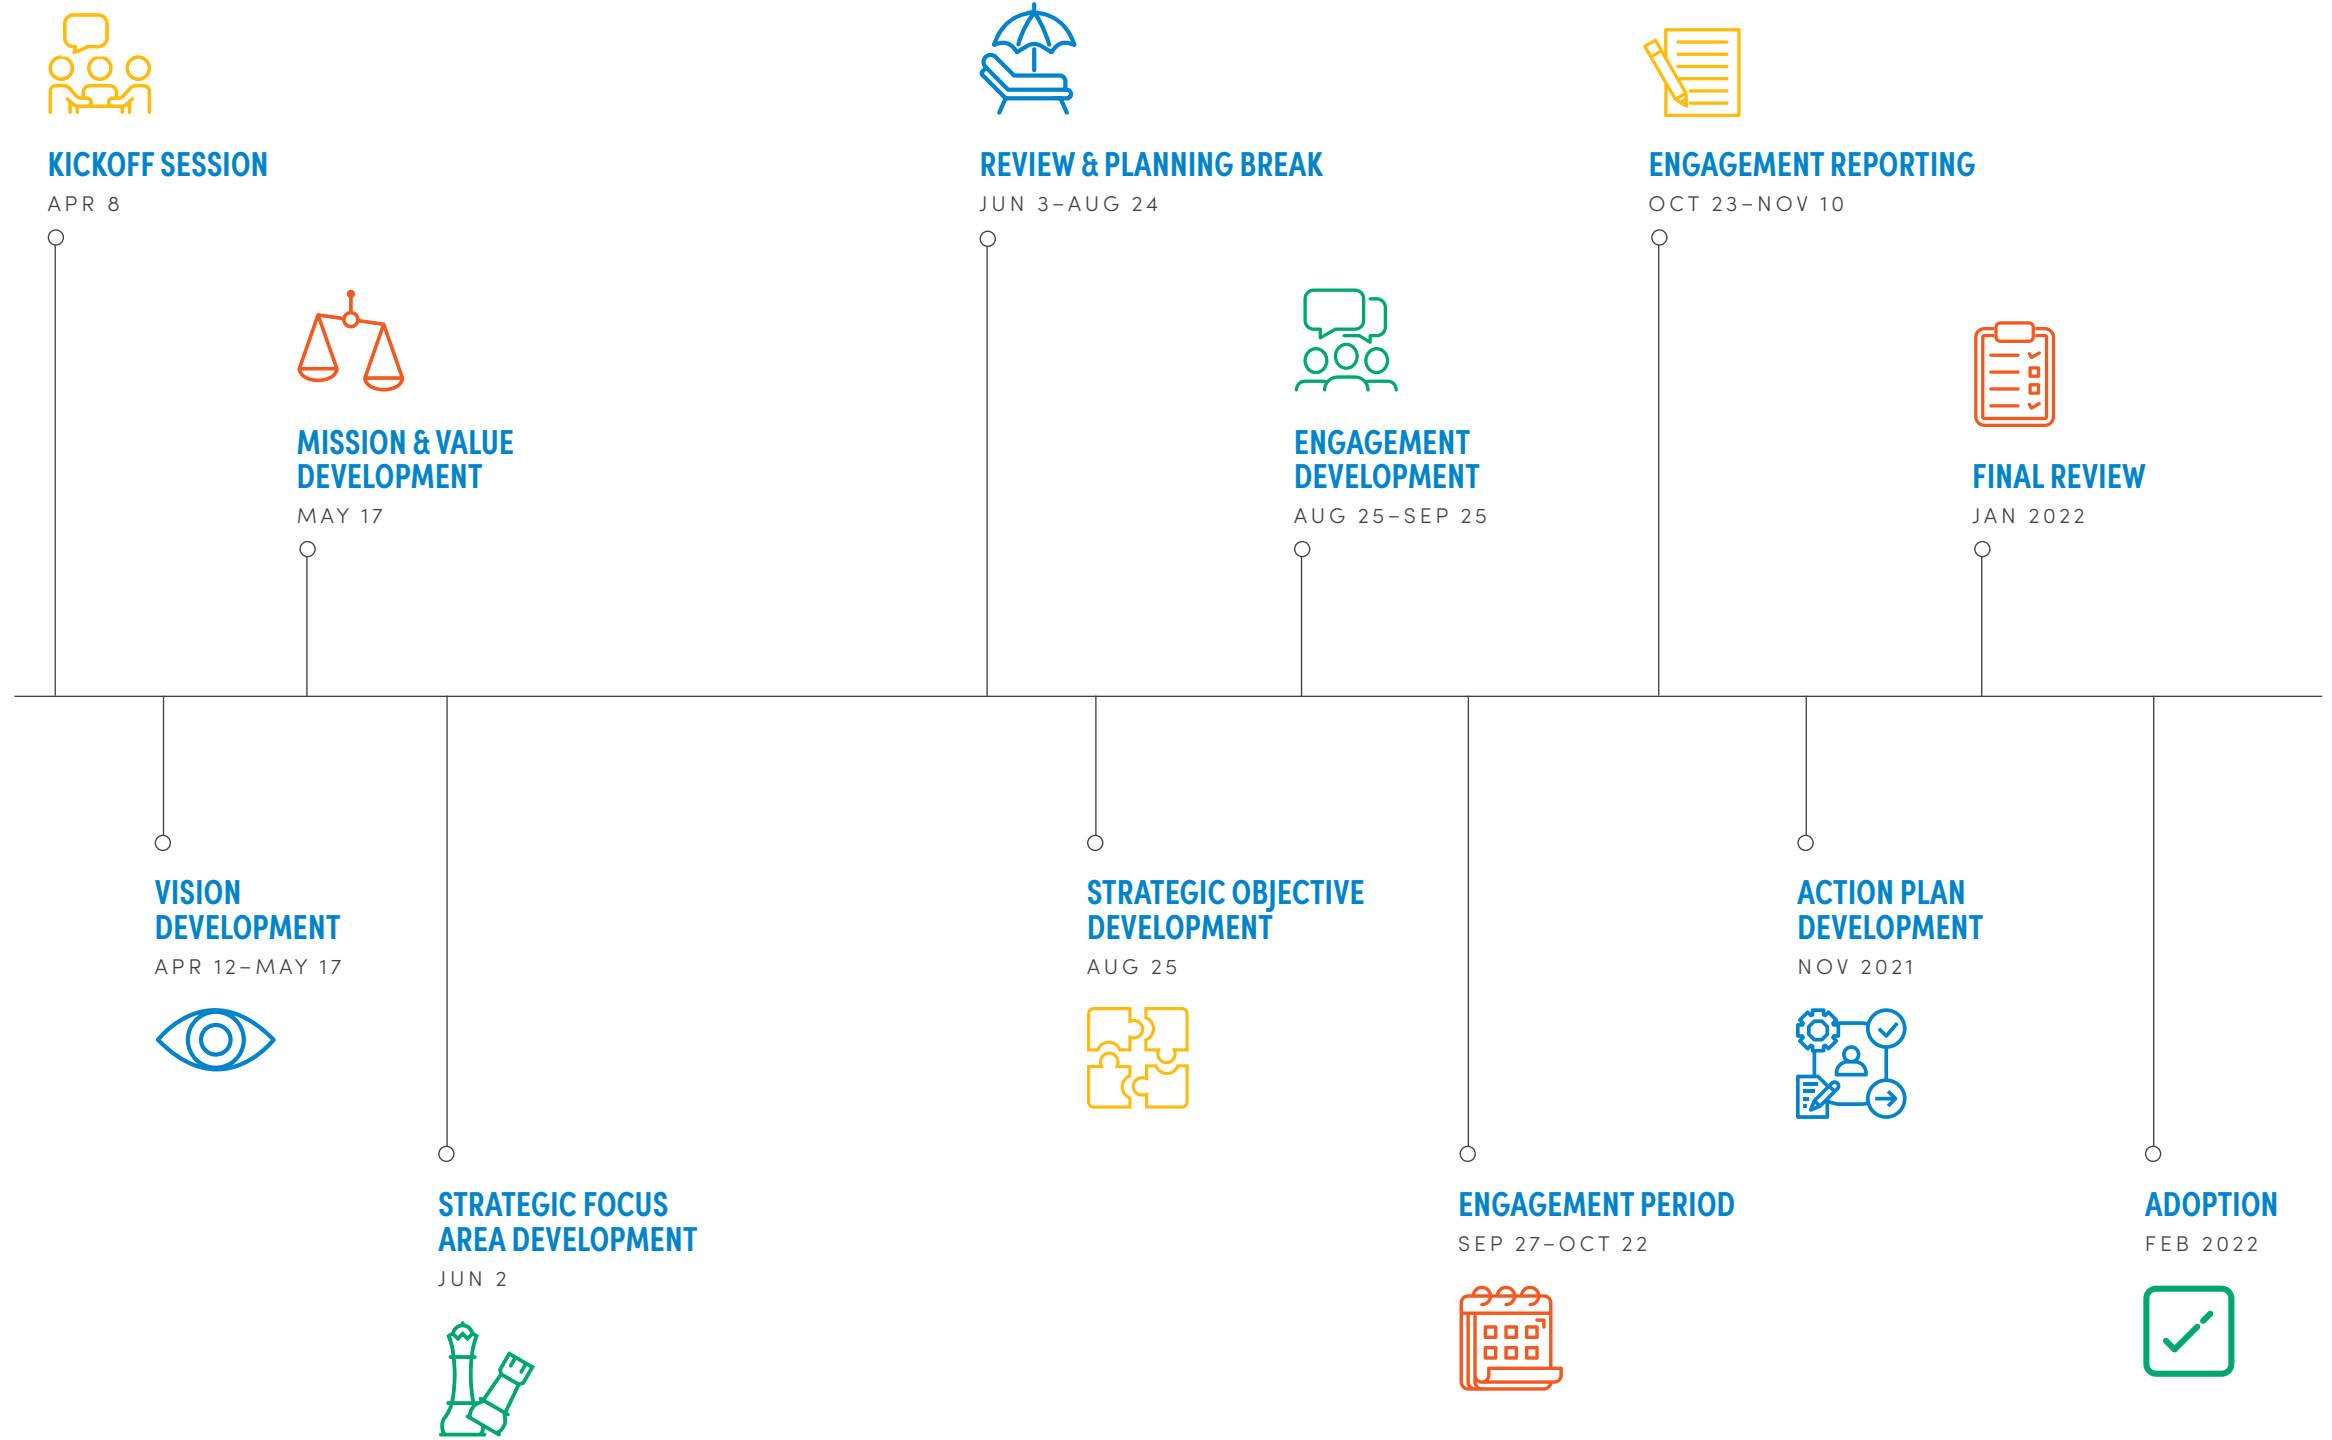 KICKOFF SESSION
APR 8
REVIEW & PLANNING BREAK
JUN 3–AUG 24
ENGAGEMENT REPORTING
OCT 23–NOV 10
MISSION & VALUE
DEVELOPMENT
MAY 17
ENGAGEMENT
DEVELOPMENT
AUG 25–SEP 25
FINAL REVIEW
JAN 2022
VISION
DEVELOPMENT
APR 12–MAY 17
STRATEGIC OBJECTIVE
DEVELOPMENT
AUG 25
ACTION PLAN
DEVELOPMENT
NOV 2021
STRATEGIC FOCUS
AREA DEVELOPMENT
JUN 2
ENGAGEMENT PERIOD
SEP 27–OCT 22
ADOPTION
FEB 2022